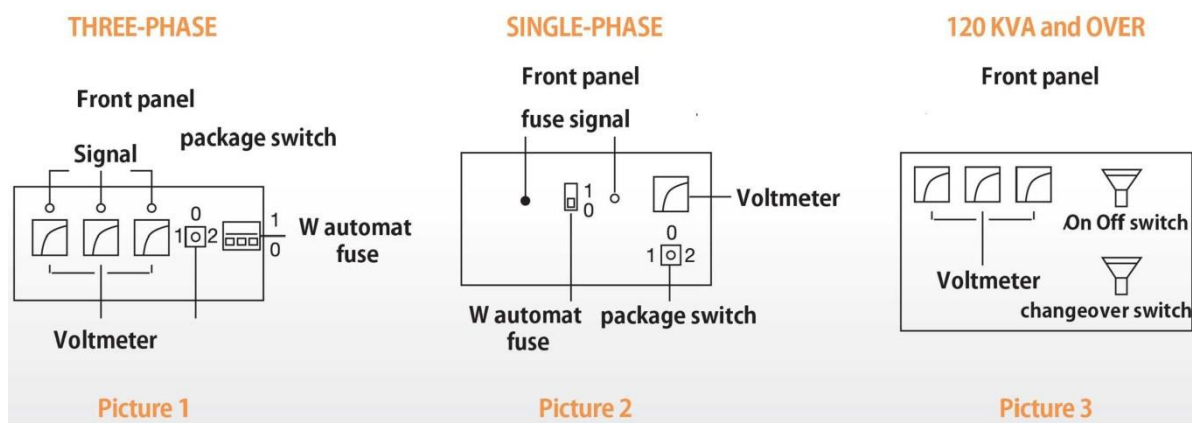 THREE-PHASE
Front panel
package switch
Signal
0
1 2
1
0
W automat
fuse
Voltmeter
Picture 1
SINGLE-PHASE
Front panel
fuse signal
1
0
Voltmeter
0
1 2
W automat
fuse
package switch
Picture 2
120 KVA and OVER
Front panel
On Off switch
Voltmeter
changeover switch
Picture 3